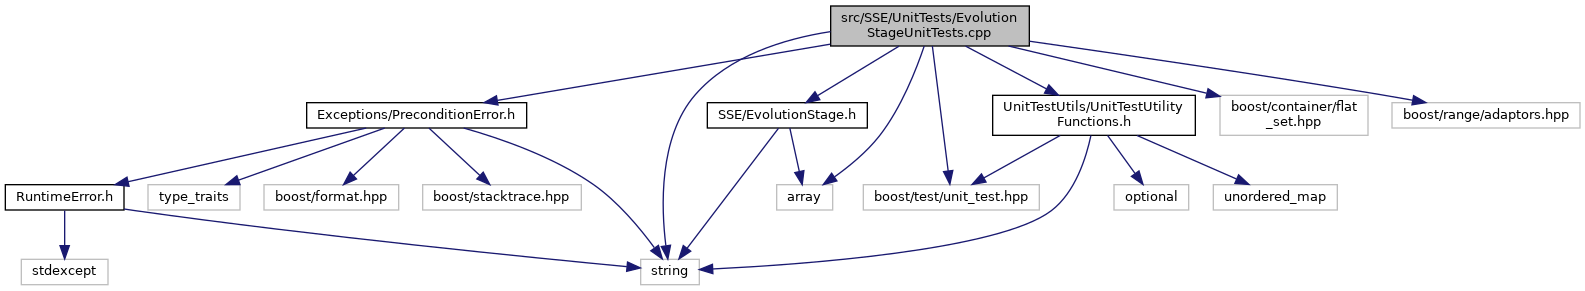 src/SSE/UnitTests/Evolution
StageUnitTests.cpp
Exceptions/PreconditionError.h
SSE/EvolutionStage.h
UnitTestUtils/UnitTestUtility
Functions.h
boost/container/flat
_set.hpp
boost/range/adaptors.hpp
RuntimeError.h
type_traits
boost/format.hpp
boost/stacktrace.hpp
array
boost/test/unit_test.hpp
optional
unordered_map
stdexcept
string